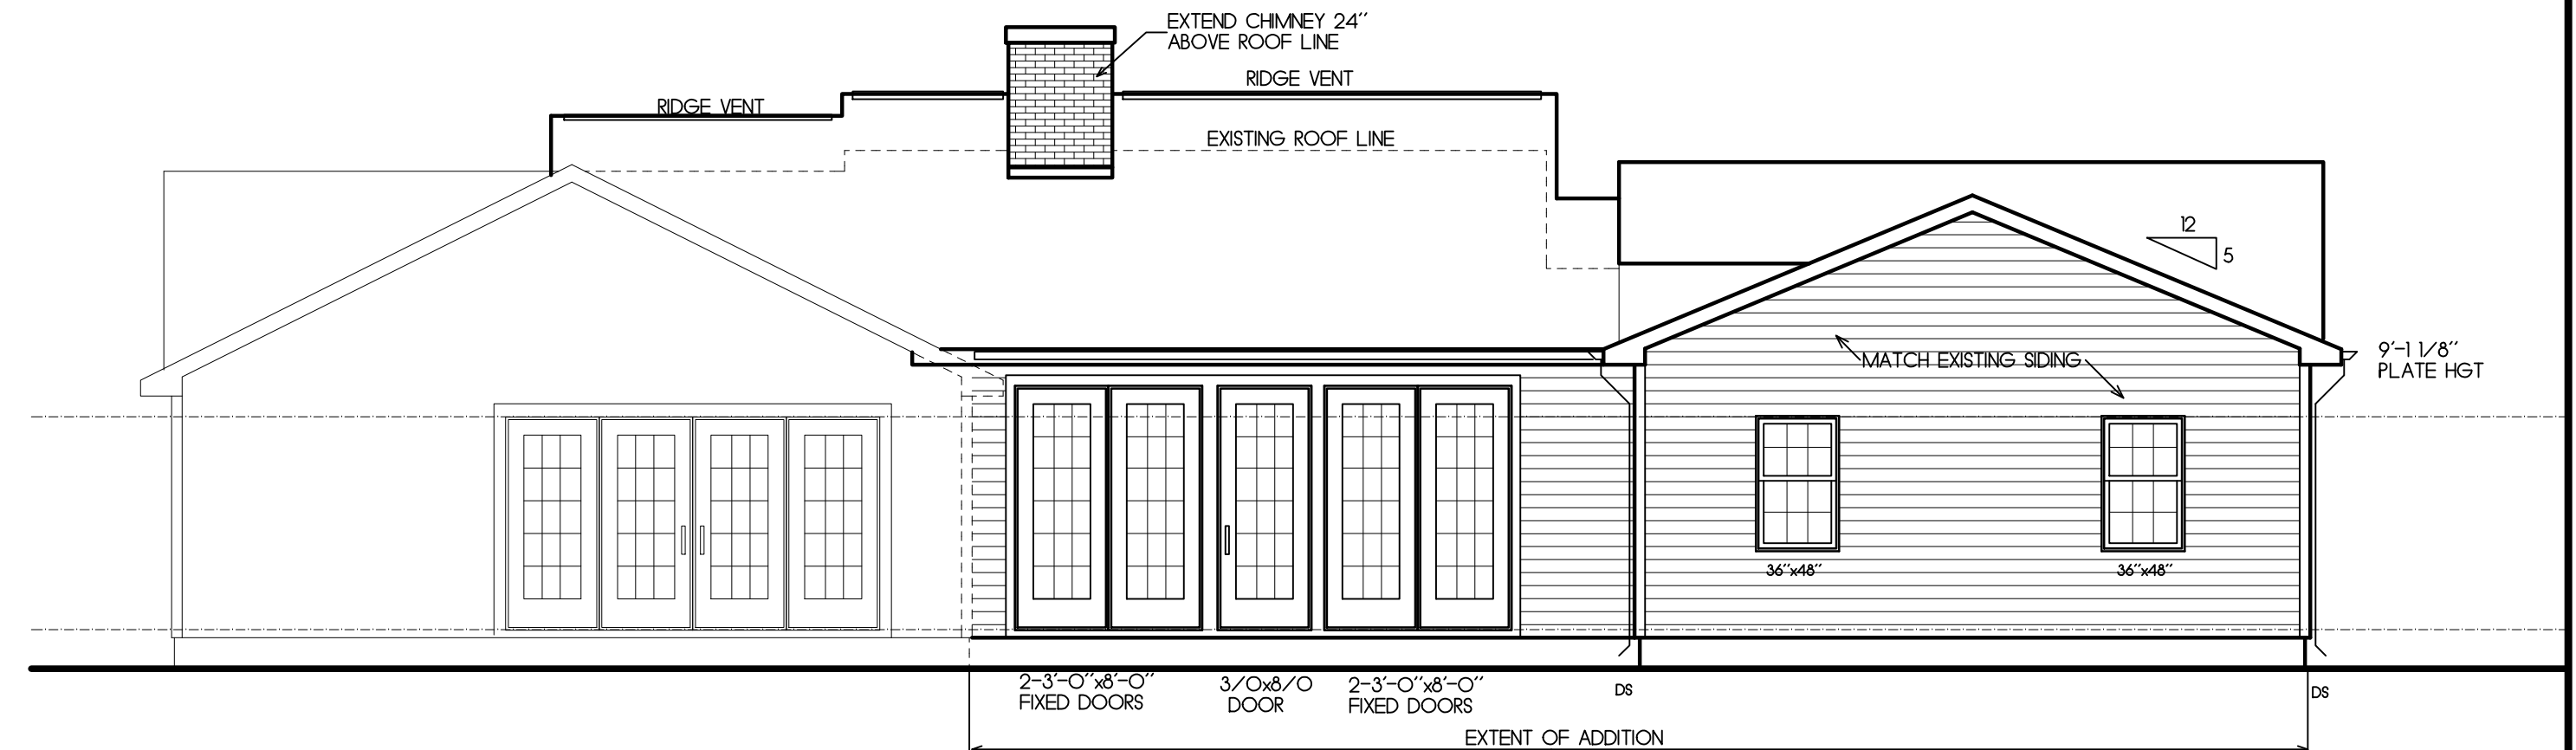 EXTEND CHIMNEY 24"
ABOVE ROOF LINE
RIDGE VENT
RIDGE VENT
EXISTING ROOF LINE
12
5
MATCH EXISTING SIDING
9'-1 1/8"
PLATE HGT
36"x48"
36"x48"
2-3'-0"x8'-0"
FIXED DOORS
3/0x8/0
DOOR
2-3'-0"x8'-0"
FIXED DOORS
DS
DS
EXTENT OF ADDITION